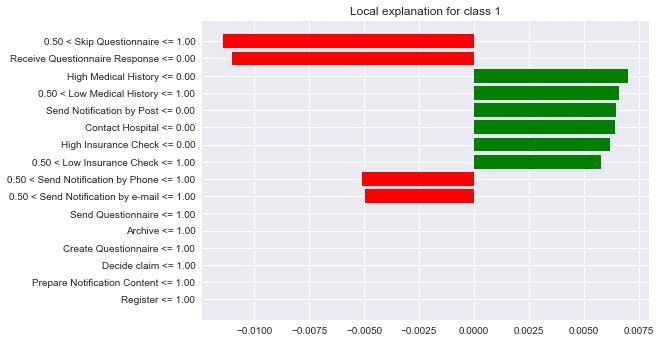 Local explanation for class 1
0.50 < Skip Questionnaire <= 1.00
Receive Questionnaire Response <= 0.00
High Medical History <= 0.00
0.50 < Low Medical History <= 1.00
Send Notification by Post <= 0.00
Contact Hospital <= 0.00
High Insurance Check <= 0.00
0.50 < Low Insurance Check <= 1.00
0.50 < Send Notification by Phone <= 1.00
0.50 < Send Notification by e-mail <= 1.00
Send Questionnaire <= 1.00
Archive <= 1.00
Create Questionnaire <= 1.00
Decide claim <= 1.00
Prepare Notification Content <= 1.00
Register <= 1.00
−0.0100 −0.0075 −0.0050 −0.0025 0.0000 0.0025 0.0050 0.0075